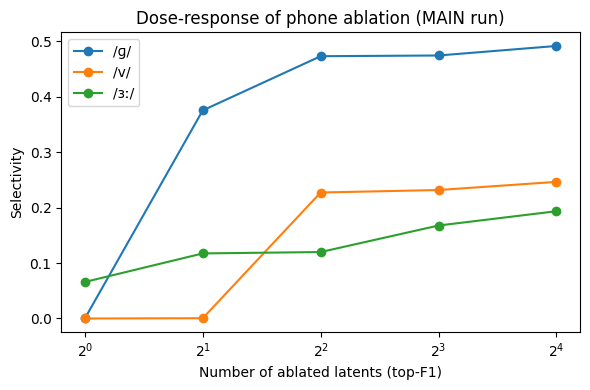 Dose-response of phone ablation (MAIN run)
/g/
/v/
/ɜː/
Selectivity
0.5
0.4
0.3
0.2
0.1
0.0
2⁰ 2¹ 2² 2³ 2⁴
Number of ablated latents (top-F1)